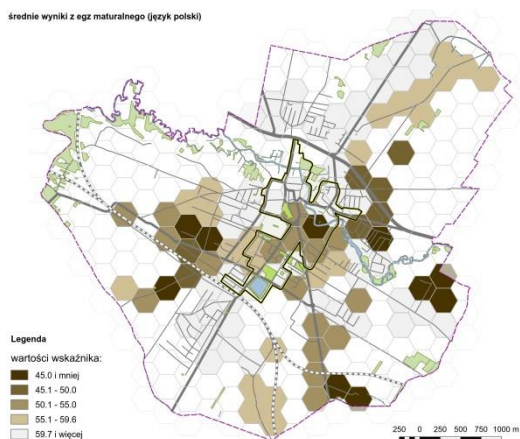 średnie wyniki z egz maturalnego (język polski)
Legenda
wartości wskaźnika:
45.0 i mniej
45.1 - 50.0
50.1 - 55.0
55.1 - 59.6
59.7 i więcej
250 0 250 500 750 1000 m